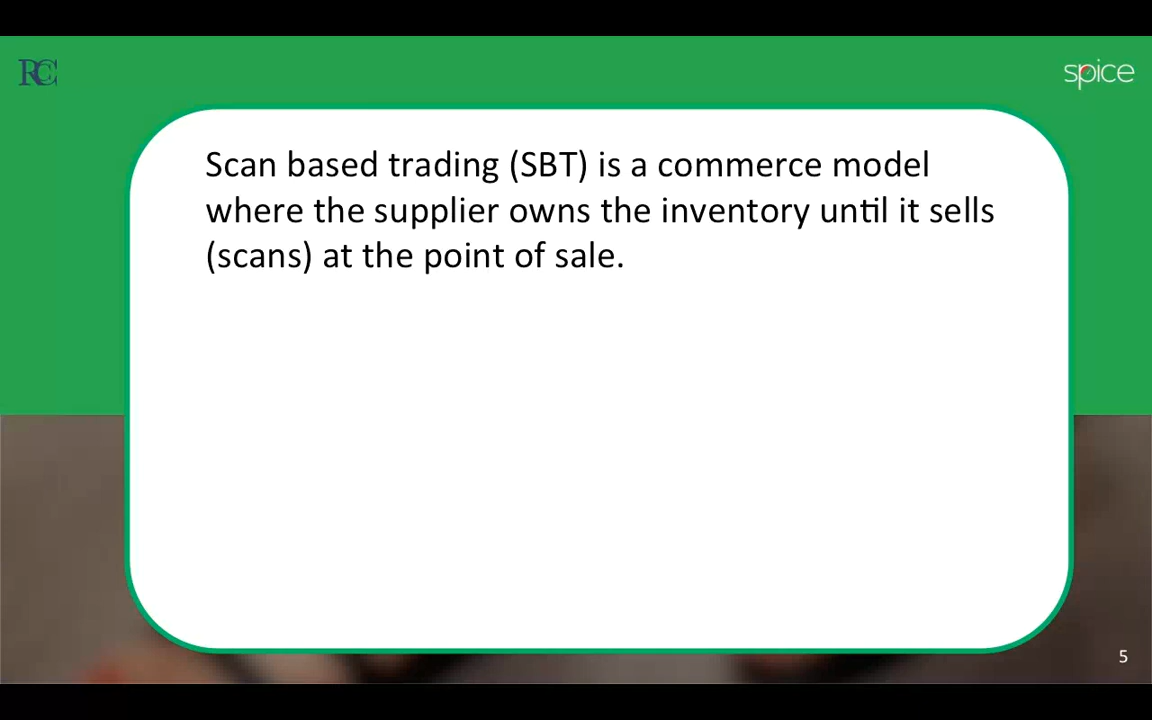 RCC
spice
Scan based trading (SBT) is a commerce model
where the supplier owns the inventory until it sells
(scans) at the point of sale.
5